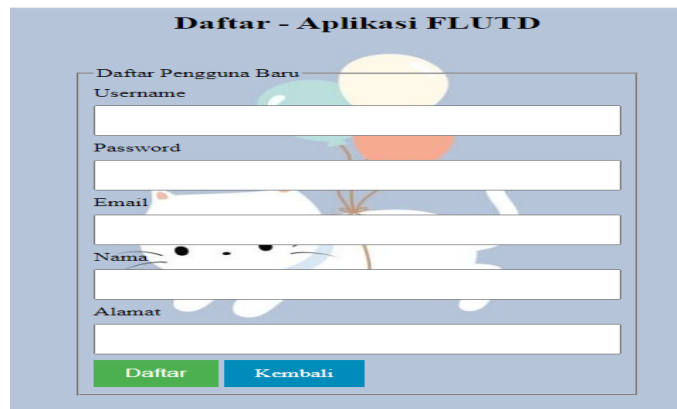 Daftar - Aplikasi FLUTD
Daftar Pengguna Baru
Username
Password
Email
Nama
Alamat
Daftar Kembali